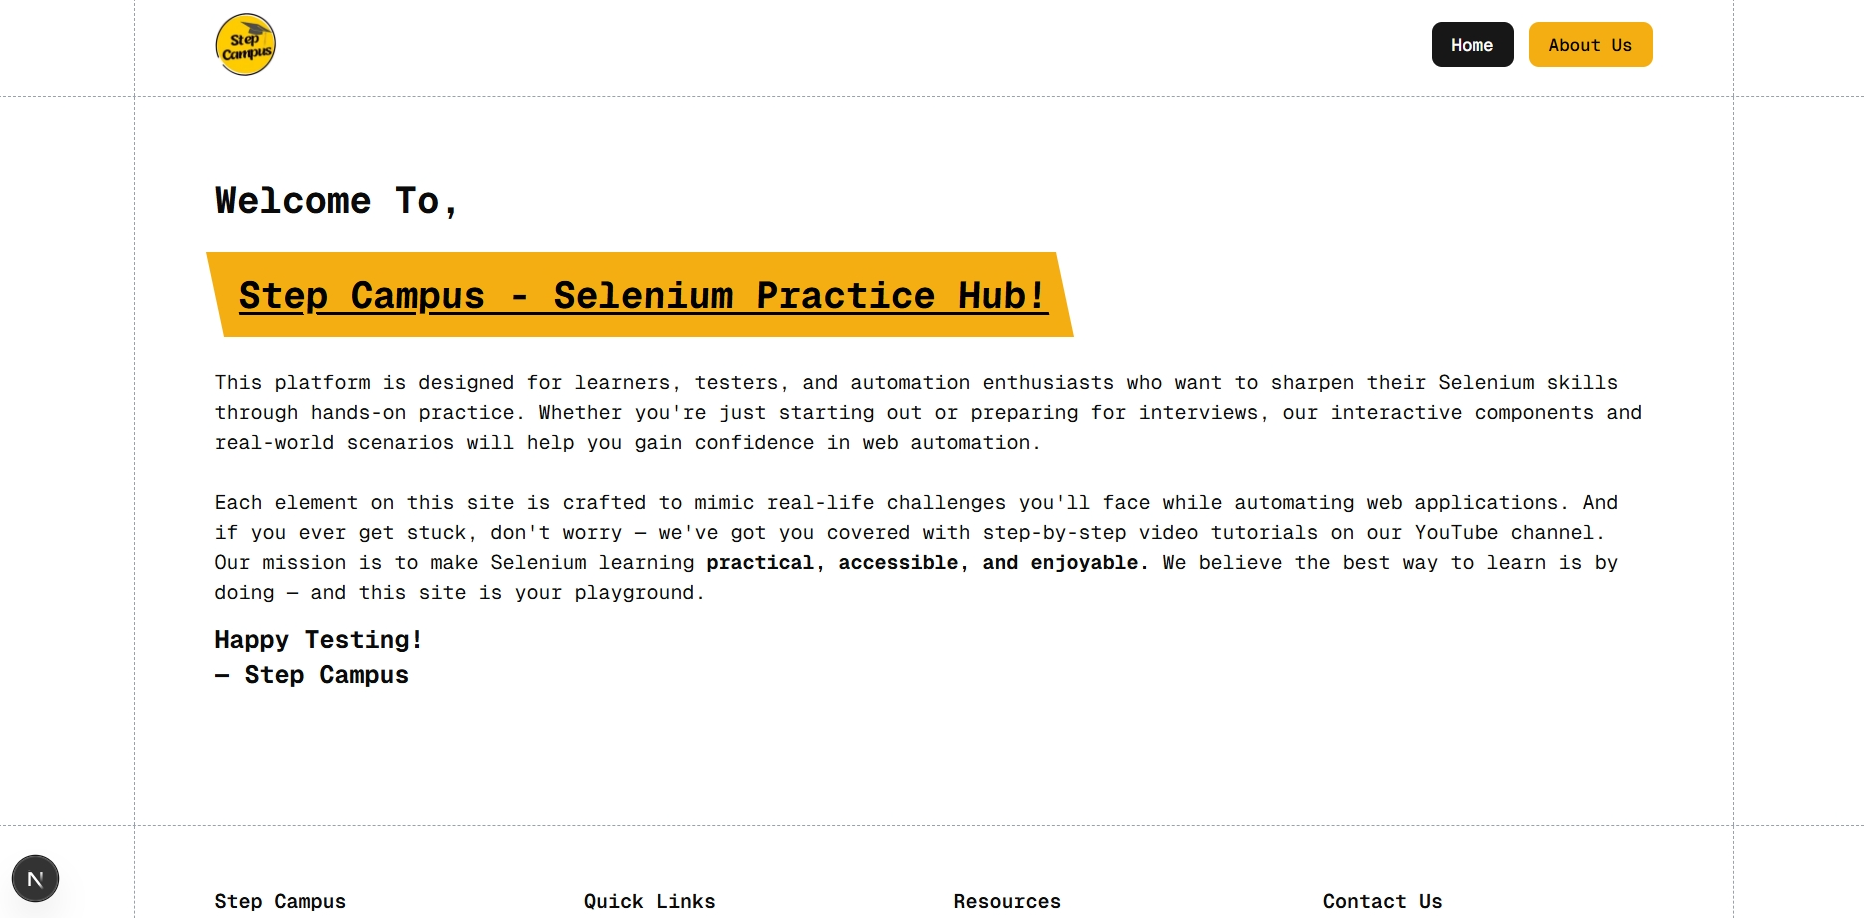 Step
Campus
Home
About Us
Welcome To,
Step Campus - Selenium Practice Hub!
This platform is designed for learners, testers, and automation enthusiasts who want to sharpen their Selenium skills
through hands-on practice. Whether you're just starting out or preparing for interviews, our interactive components and
real-world scenarios will help you gain confidence in web automation.
Each element on this site is crafted to mimic real-life challenges you'll face while automating web applications. And
if you ever get stuck, don't worry — we've got you covered with step-by-step video tutorials on our YouTube channel.
Our mission is to make Selenium learning practical, accessible, and enjoyable. We believe the best way to learn is by
doing — and this site is your playground.
Happy Testing!
— Step Campus
N
Step Campus
Quick Links
Resources
Contact Us